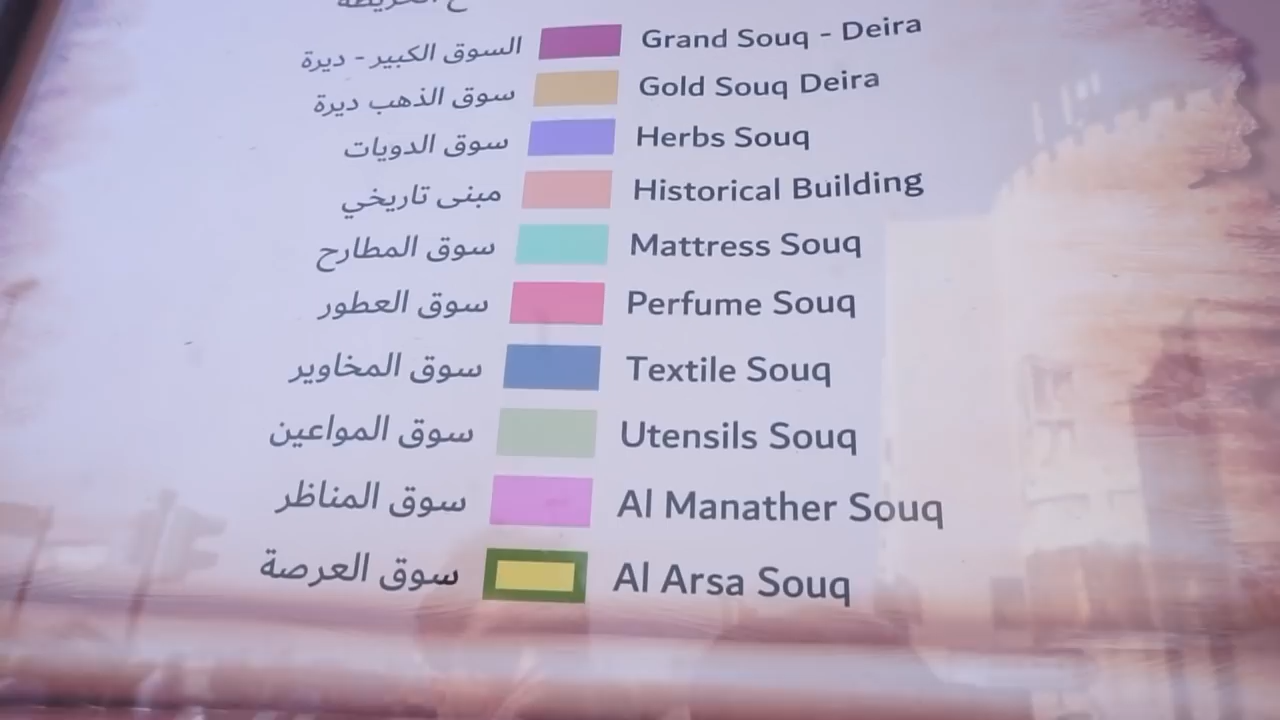 السوق الكبير - ديرة Grand Souq - Deira
سوق الذهب ديرة Gold Souq Deira
سوق الدويات Herbs Souq
مبنى تاريخي Historical Building
سوق المطارح Mattress Souq
سوق العطور Perfume Souq
سوق المخاوير Textile Souq
سوق المواعين Utensils Souq
سوق المناظر Al Manather Souq
سوق العرصة Al Arsa Souq